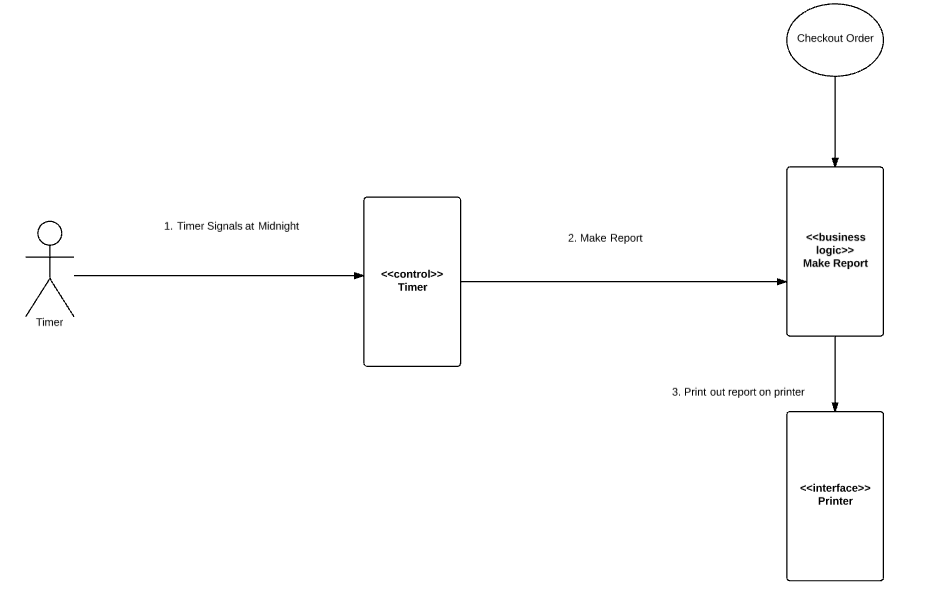 Checkout Order
1. Timer Signals at Midnight
2. Make Report
<<business
logic>>
Make Report
<<control>>
Timer
Timer
3. Print out report on printer
<<interface>>
Printer